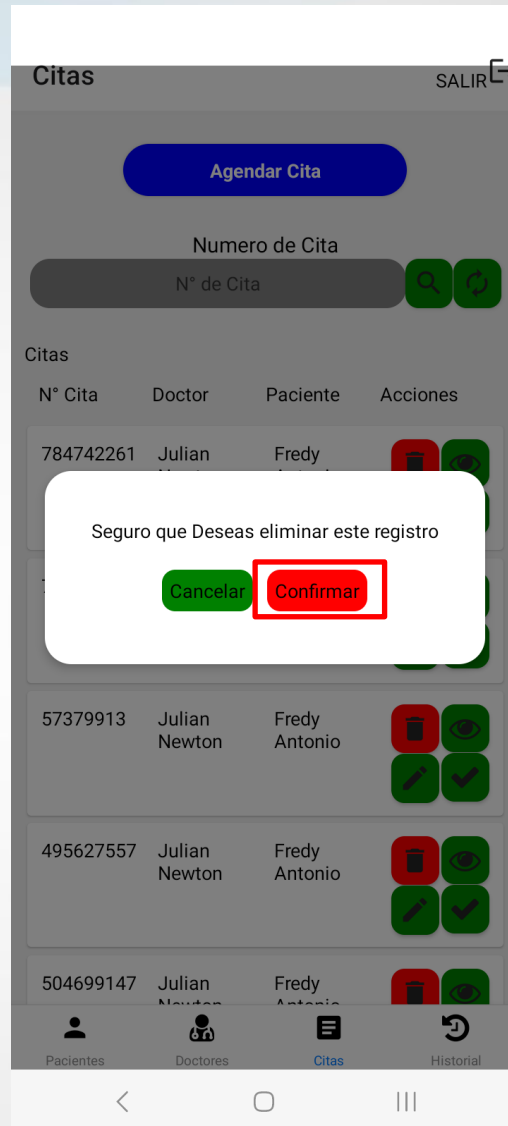 Citas
SALIR
Agendar Cita
Numero de Cita
N° de Cita
Citas
N° Cita Doctor Paciente Acciones
784742261 Julian Fredy
Seguro que Deseas eliminar este registro
Cancelar Confirmar
57379913 Julian Fredy
Newton Antonio
495627557 Julian Fredy
Newton Antonio
504699147 Julian Fredy
Newton Antonio
Pacientes Doctores Citas Historial